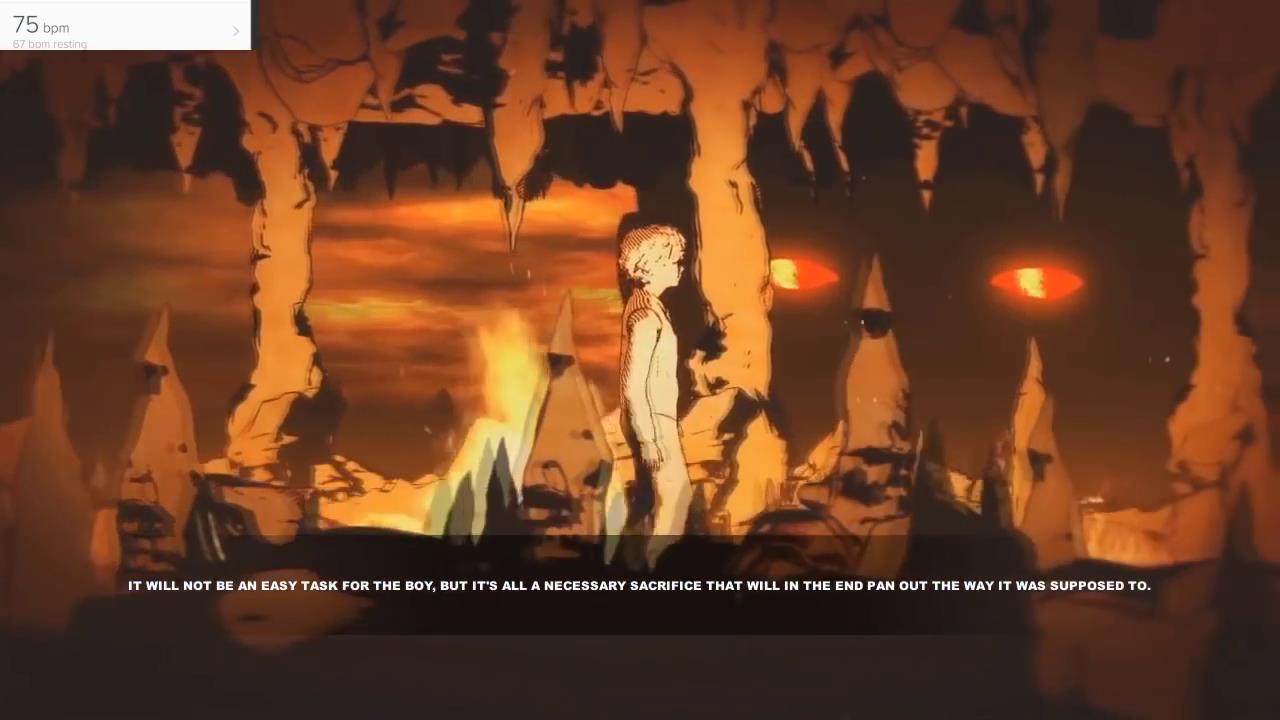 75 bpm
67 bpm resting
IT WILL NOT BE AN EASY TASK FOR THE BOY, BUT IT'S ALL A NECESSARY SACRIFICE THAT WILL IN THE END PAN OUT THE WAY IT WAS SUPPOSED TO.